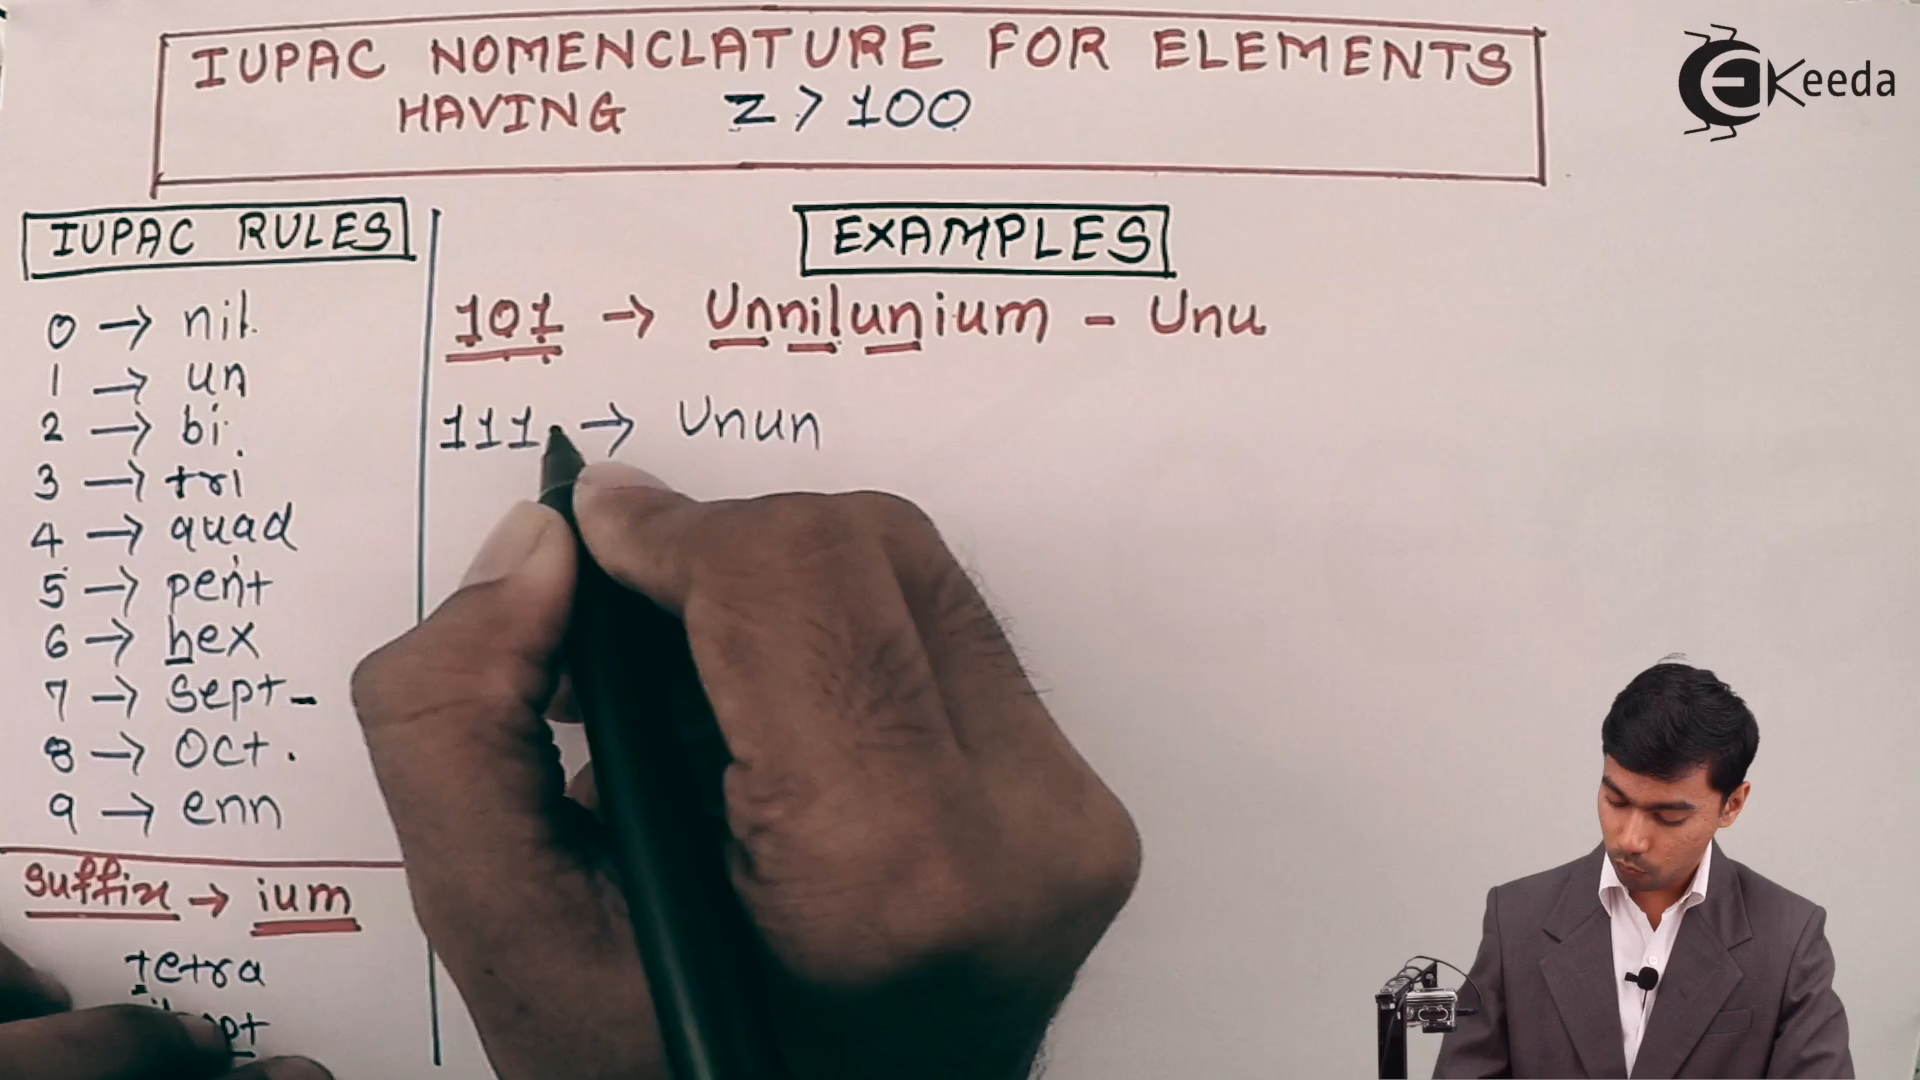 IUPAC NOMENCLATURE FOR ELEMENTS
HAVING Z > 100
eKeeda
IUPAC RULES
0 → nil.
1 → un
2 → bi
3 → tri
4 → quad
5 → pent
6 → hex
7 → sept -
8 → oct .
9 → enn
suffix → ium
tetra
EXAMPLES
101 → Unnilunium - Unu
111 → Unun